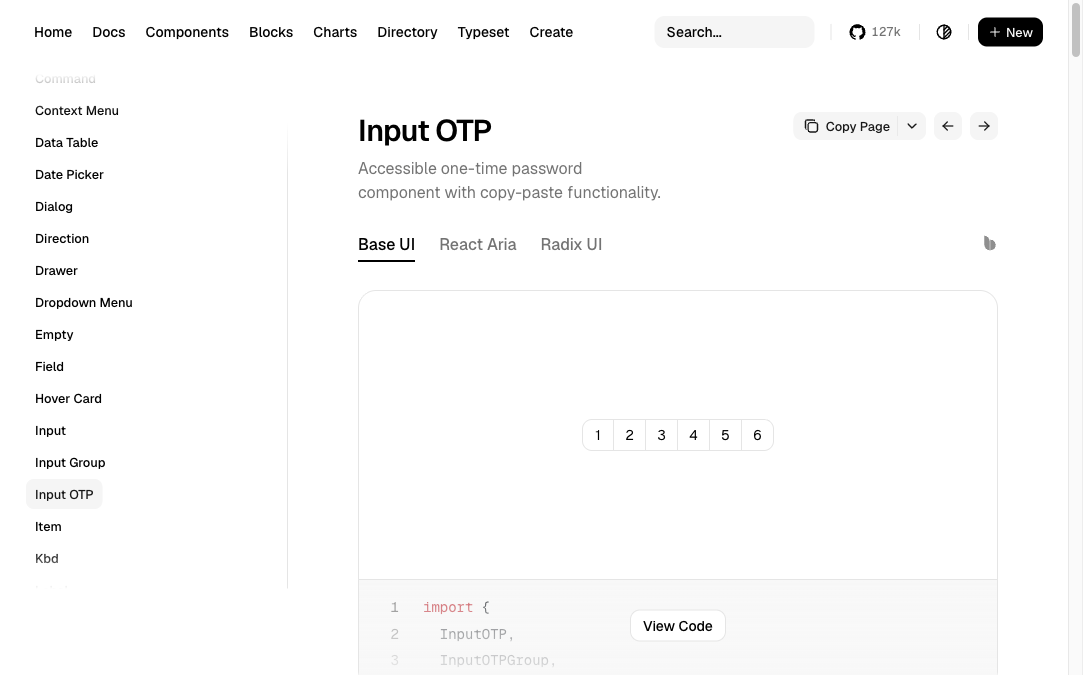 Home Docs Components Blocks Charts Directory Typeset Create Search... 127k New
Command
Context Menu
Data Table
Date Picker
Dialog
Direction
Drawer
Dropdown Menu
Empty
Field
Hover Card
Input
Input Group
Input OTP
Item
Kbd
Input OTP
Copy Page
Accessible one-time password
component with copy-paste functionality.
Base UI React Aria Radix UI
1 2 3 4 5 6
1 import {
2 InputOTP,
3 InputOTPGroup,
View Code